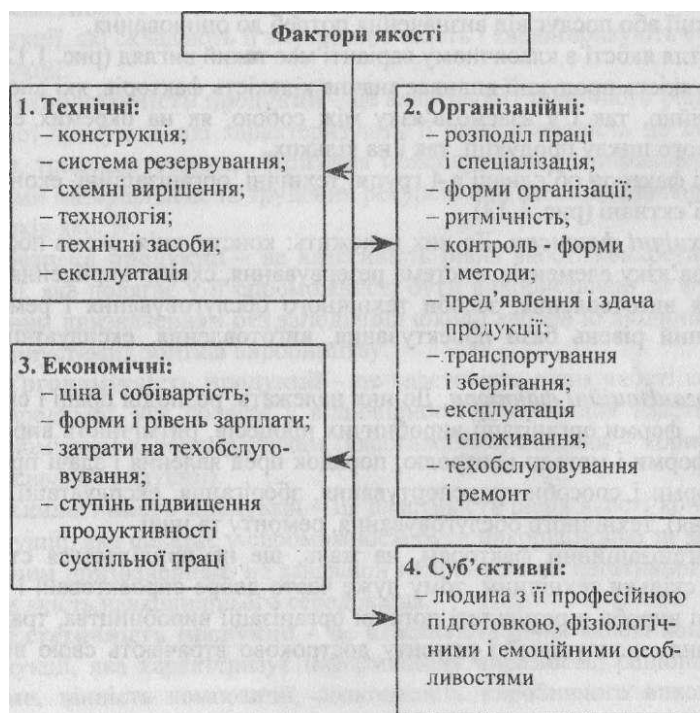 Фактори якості
1. Технічні:
– конструкція;
– система резервування;
– схемні вирішення;
– технологія;
– технічні засоби;
– експлуатація
2. Організаційні:
– розподіл праці
і спеціалізація;
– форми організації;
– ритмічність;
– контроль - форми
і методи;
– пред’явлення і здача
продукції;
– транспортування
і зберігання;
– експлуатація
і споживання;
– техобслуговування
і ремонт
3. Економічні:
– ціна і собівартість;
– форми і рівень зарплати;
– затрати на техобслуго-
вування;
– ступінь підвищення
продуктивності
суспільної праці
4. Суб’єктивні:
– людина з її професійною
підготовкою, фізіологіч-
ними і емоційними особ-
ливостями